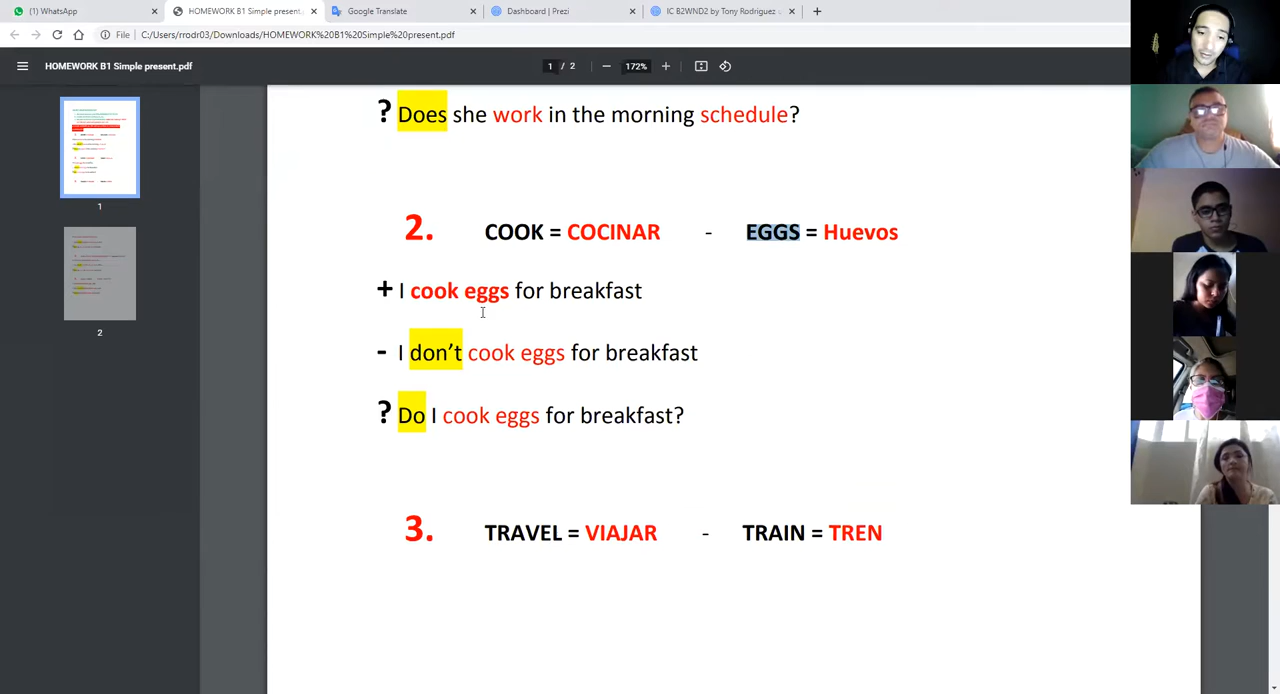 (1) WhatsApp
HOMEWORK B1 Simple present.
Google Translate
Dashboard | Prezi
IC B2WND2 by Tony Rodriguez
File
C:/Users/rrodr03/Downloads/HOMEWORK%20B1%20Simple%20present.pdf
HOMEWORK B1 Simple present.pdf
1 / 2
172%
? Does she work in the morning schedule?
2. COOK = COCINAR - EGGS = Huevos
+ I cook eggs for breakfast
- I don't cook eggs for breakfast
? Do I cook eggs for breakfast?
3. TRAVEL = VIAJAR - TRAIN = TREN
1
2